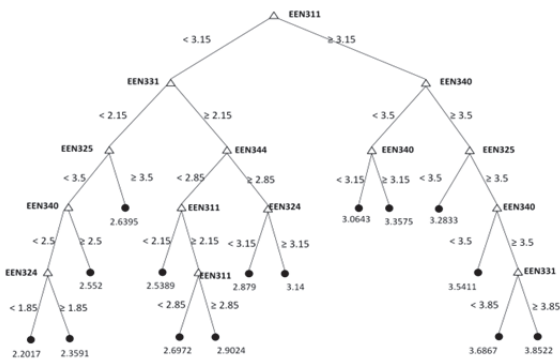 EEN311
< 3.15 ≥ 3.15
EEN331 EEN340
< 2.15 ≥ 2.15 < 3.5 ≥ 3.5
EEN325 EEN344 EEN340 EEN325
< 3.5 ≥ 3.5 < 2.85 ≥ 2.85 < 3.15 ≥ 3.15 < 3.5 ≥ 3.5
EEN340 2.6395 EEN311 EEN324 3.0643 3.3575 3.2833 EEN340
< 2.5 ≥ 2.5 < 2.15 ≥ 2.15 < 3.15 ≥ 3.15 < 3.5 ≥ 3.5
EEN324 2.552 2.5389 EEN311 2.879 3.14 3.5411 EEN331
< 1.85 ≥ 1.85 < 2.85 ≥ 2.85 < 3.85 ≥ 3.85
2.2017 2.3591 2.6972 2.9024 3.6867 3.8522